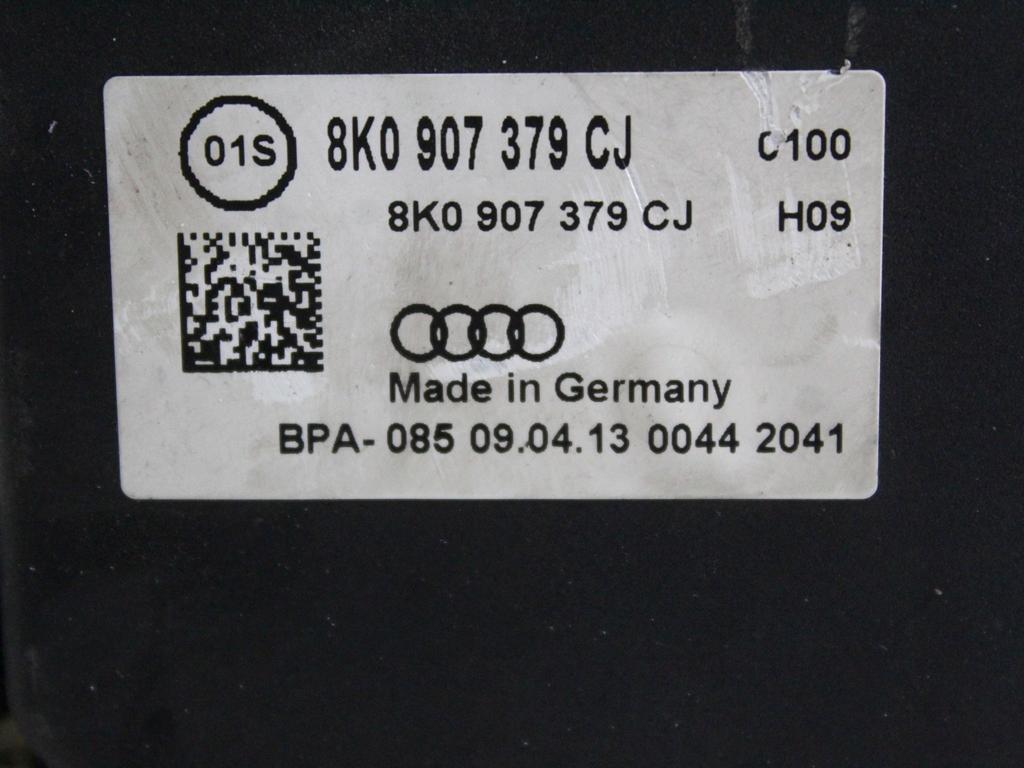 01S 8K0 907 379 CJ 0100
8K0 907 379 CJ H09
Made in Germany
BPA- 085 09.04.13 0044 2041